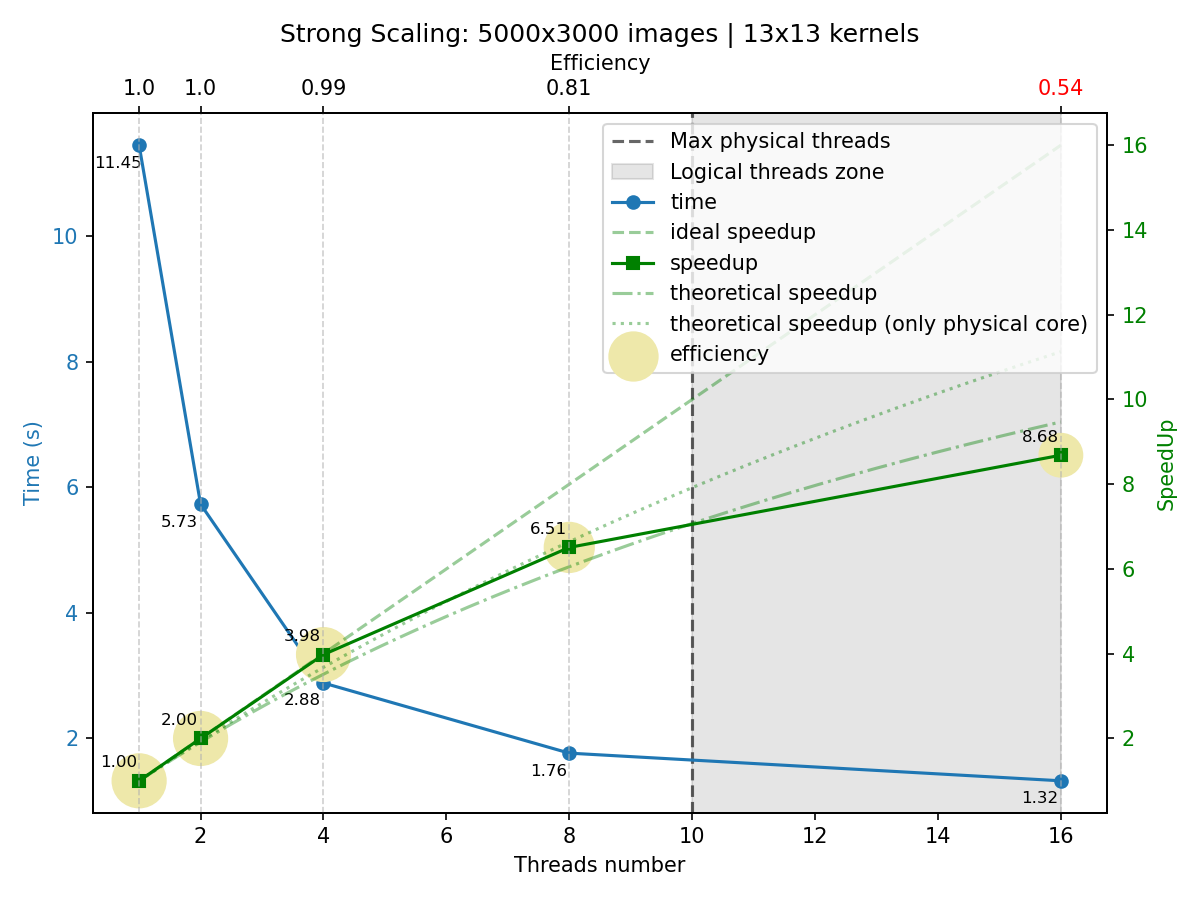 Strong Scaling: 5000x3000 images | 13x13 kernels
Efficiency
1.0 1.0 0.99 0.81 0.54
Max physical threads
Logical threads zone
time
ideal speedup
speedup
theoretical speedup
theoretical speedup (only physical core)
efficiency
11.45
5.73
2.88
1.76
1.32
1.00
2.00
3.98
6.51
8.68
Time (s)
10
8
6
4
2
SpeedUp
16
14
12
10
8
6
4
2
2 4 6 8 10 12 14 16
Threads number